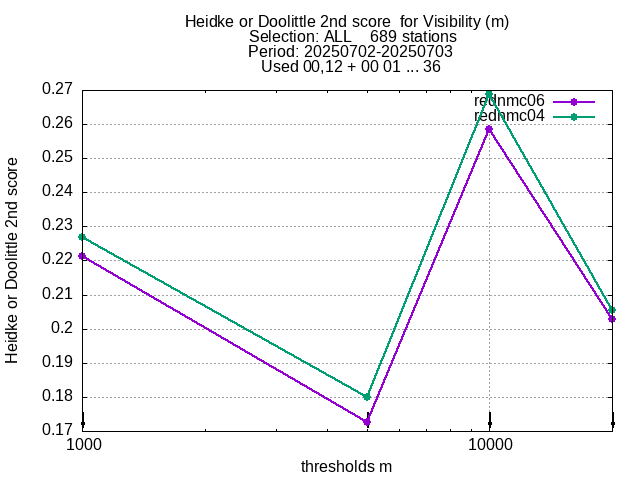 Heidke or Doolittle 2nd score  for Visibility (m)
Selection: ALL    689 stations
Period: 20250702-20250703
Used 00,12 + 00 01 ... 36
rednmc06
rednmc04
Heidke or Doolittle 2nd score
0.27
0.26
0.25
0.24
0.23
0.22
0.21
0.2
0.19
0.18
0.17
1000
10000
thresholds m